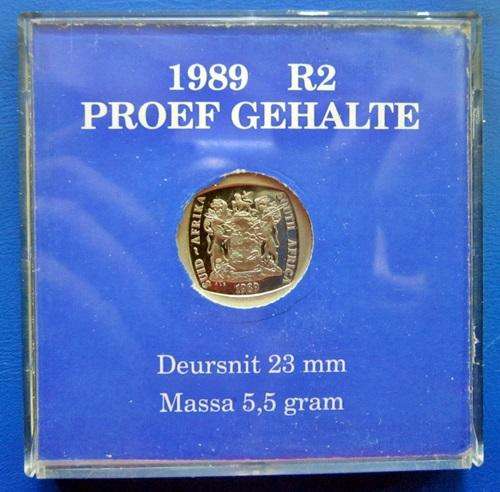 1989 R2
PROEF GEHALTE
SUID-AFRIKA
SOUTH AFRICA
1989
Deursnit 23 mm
Massa 5,5 gram